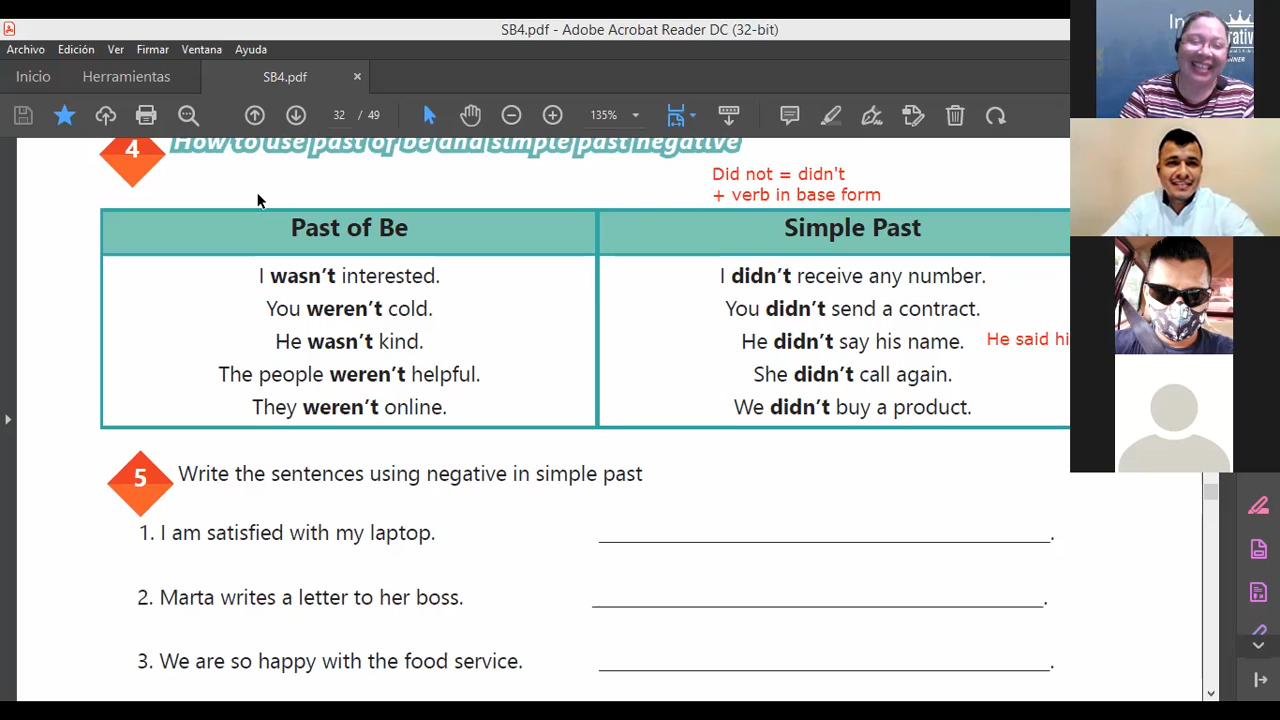 SB4.pdf - Adobe Acrobat Reader DC (32-bit)
Archivo Edición Ver Firmar Ventana Ayuda
Inicio Herramientas SB4.pdf ×
32 / 49 135%
4 How to use past of be and simple past negative
Did not = didn't
+ verb in base form
Past of Be Simple Past
I wasn't interested. I didn't receive any number.
You weren't cold. You didn't send a contract.
He wasn't kind. He didn't say his name. He said hi
The people weren't helpful. She didn't call again.
They weren't online. We didn't buy a product.
5 Write the sentences using negative in simple past
1. I am satisfied with my laptop. ______________.
2. Marta writes a letter to her boss. ______________.
3. We are so happy with the food service. ______________.